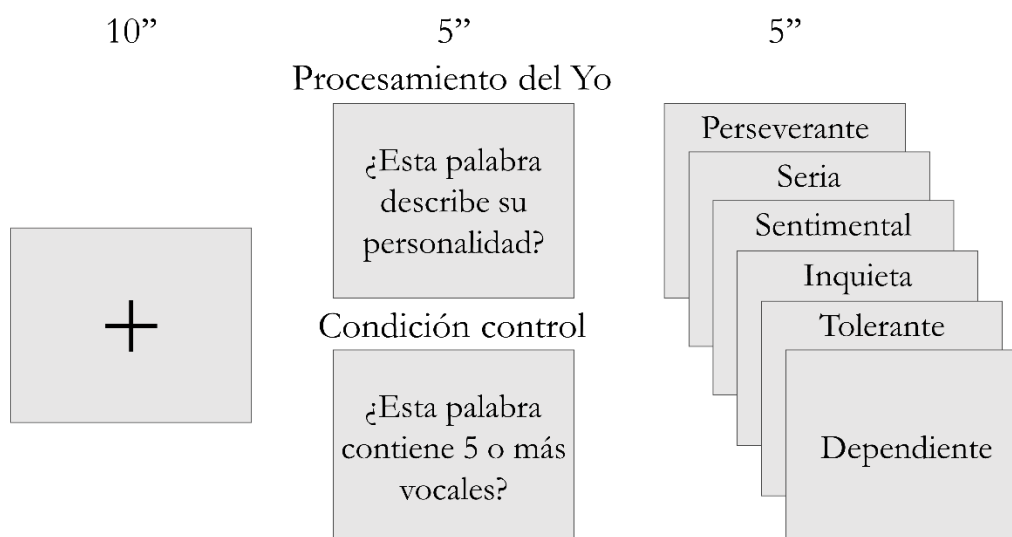 10”
5”
5”
Procesamiento del Yo
¿Esta palabra
describe su
personalidad?
Condición control
¿Esta palabra
contiene 5 o más
vocales?
Perseverante
Seria
Sentimental
Inquieta
Tolerante
Dependiente